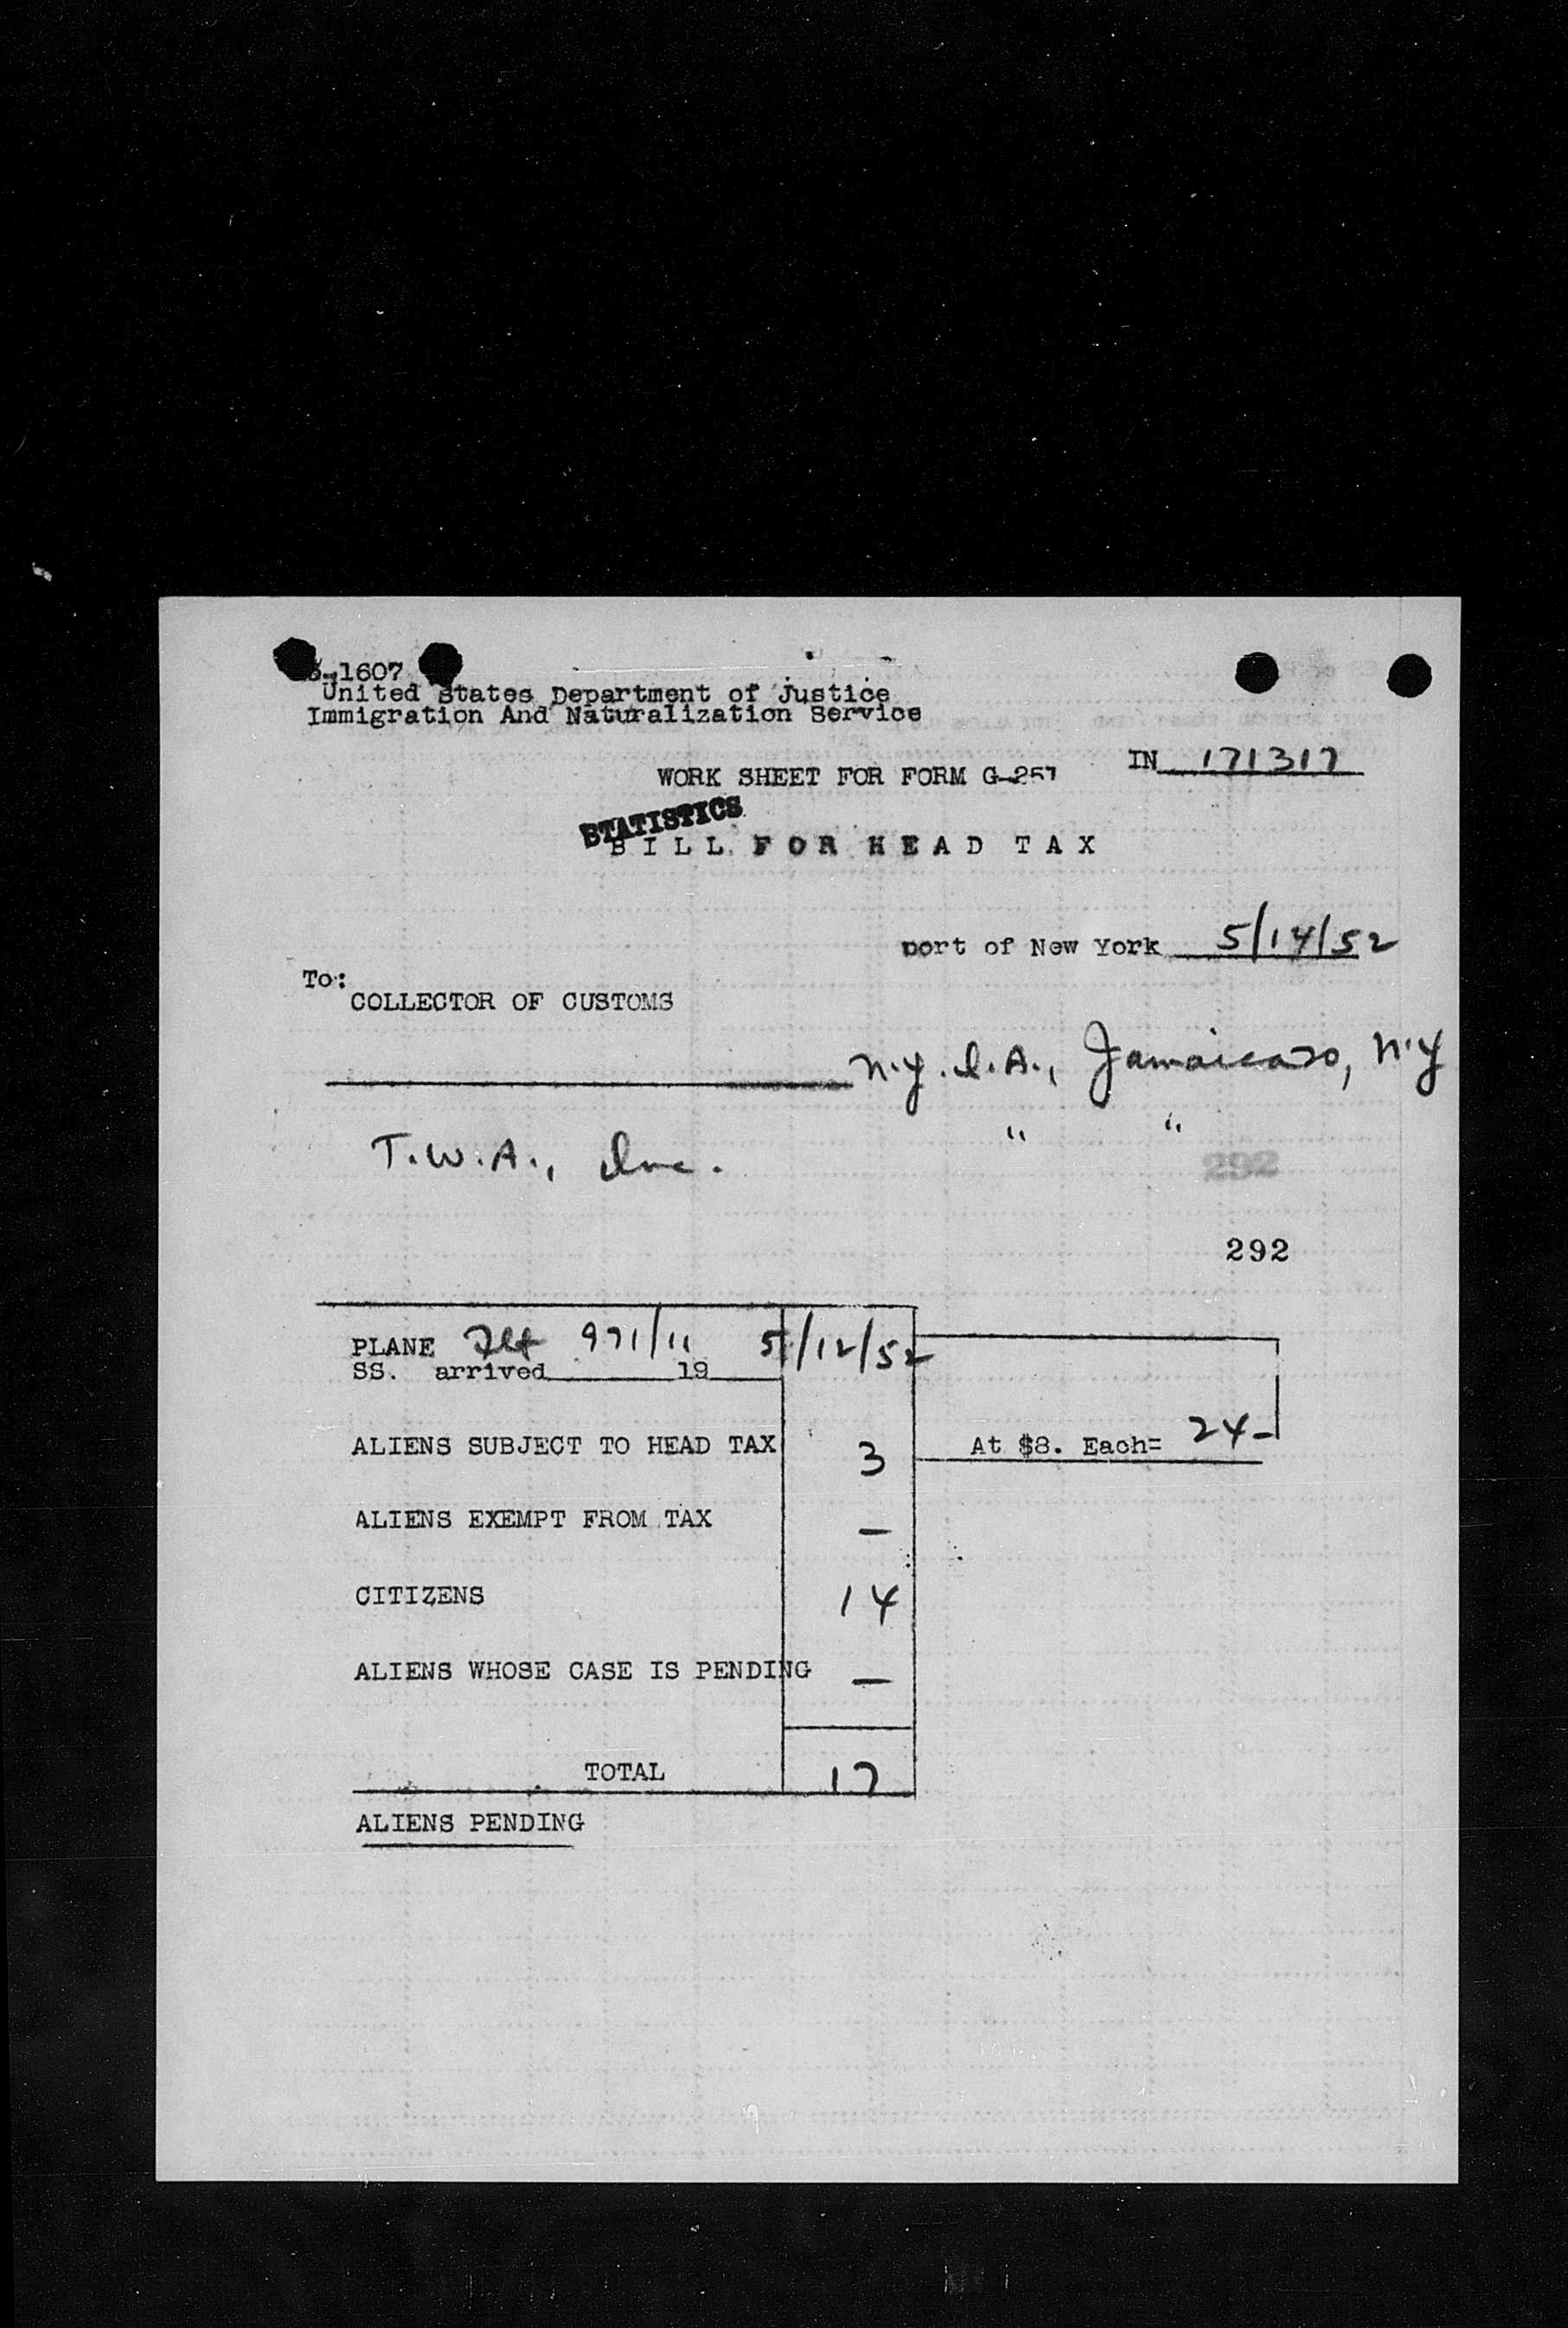 -1607
United States Department of Justice
Immigration And Naturalization Service
IN 171317
WORK SHEET FOR FORM G-257
STATISTICS
BILL FOR HEAD TAX
port of New York 5/14/52
To:
COLLECTOR OF CUSTOMS
N.Y.I.A., Jamaica 30, N.Y
T.W.A., Inc. " "
292
292
PLANE Flt 971/11 5/12/52
SS. arrived 19
ALIENS SUBJECT TO HEAD TAX 3 At $8. Each= 24-
ALIENS EXEMPT FROM TAX —
CITIZENS 14
ALIENS WHOSE CASE IS PENDING —
TOTAL 17
ALIENS PENDING